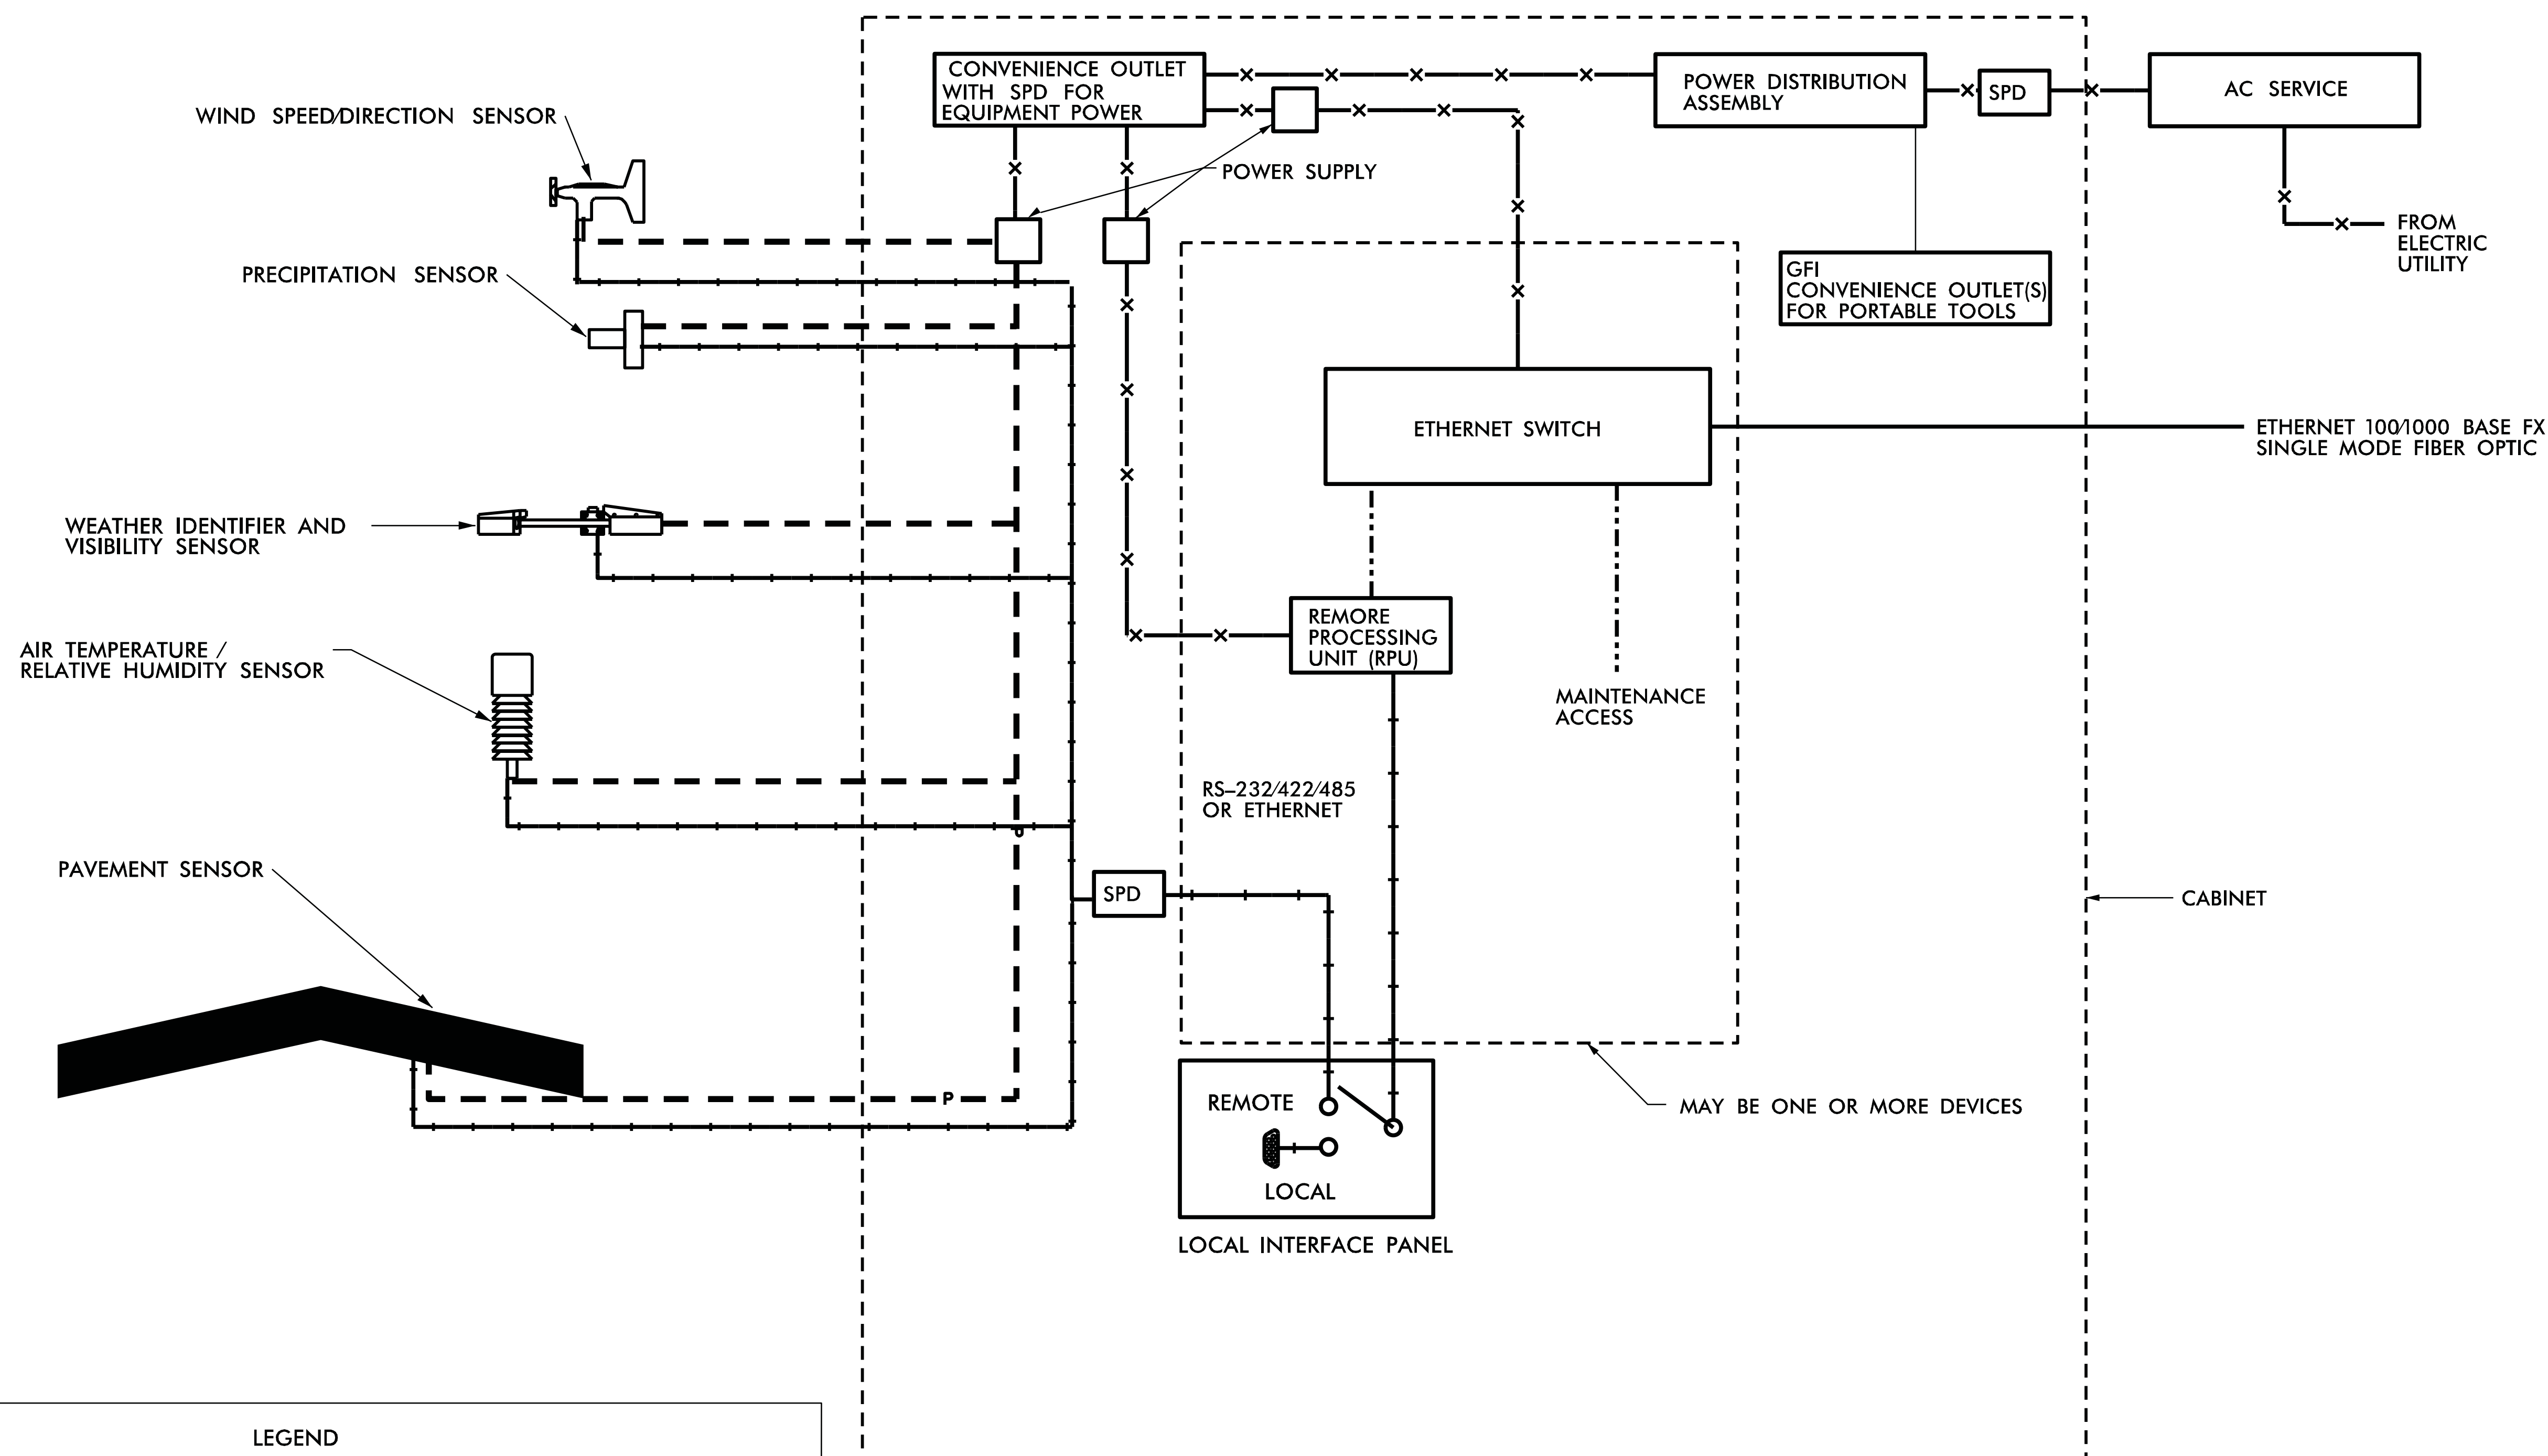 CONVENIENCE OUTLET
WITH SPD FOR
EQUIPMENT POWER
POWER DISTRIBUTION
ASSEMBLY
SPD
AC SERVICE
WIND SPEED/DIRECTION SENSOR
POWER SUPPLY
FROM
ELECTRIC
UTILITY
PRECIPITATION SENSOR
GFI
CONVENIENCE OUTLET(S)
FOR PORTABLE TOOLS
ETHERNET SWITCH
ETHERNET 100/1000 BASE FX
SINGLE MODE FIBER OPTIC
WEATHER IDENTIFIER AND
VISIBILITY SENSOR
REMORE
PROCESSING
UNIT (RPU)
AIR TEMPERATURE /
RELATIVE HUMIDITY SENSOR
MAINTENANCE
ACCESS
RS-232/422/485
OR ETHERNET
P
PAVEMENT SENSOR
SPD
CABINET
P
REMOTE
MAY BE ONE OR MORE DEVICES
LOCAL
LOCAL INTERFACE PANEL
LEGEND